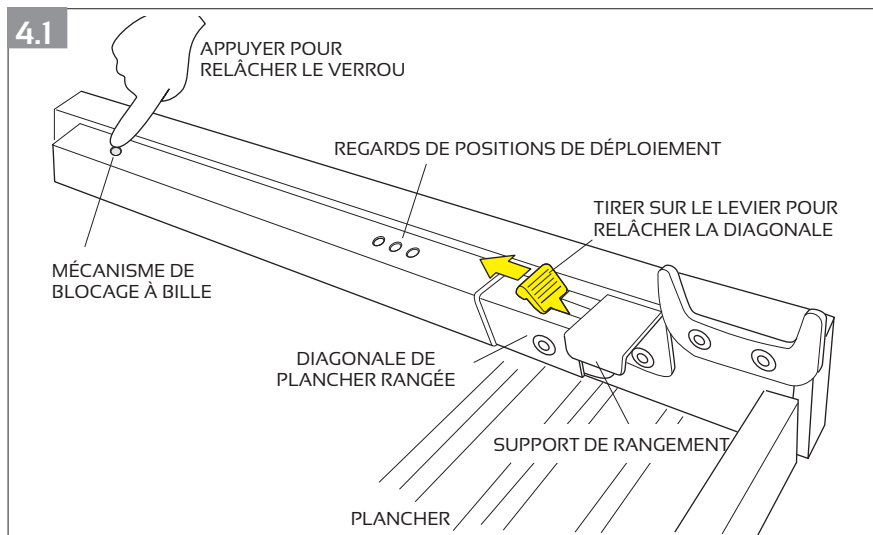 4.1
APPUYER POUR
RELÂCHER LE VERROU
REGARDS DE POSITIONS DE DÉPLOIEMENT
TIRER SUR LE LEVIER POUR
RELÂCHER LA DIAGONALE
MÉCANISME DE
BLOCAGE À BILLE
DIAGONALE DE
PLANCHER RANGÉE
SUPPORT DE RANGEMENT
PLANCHER